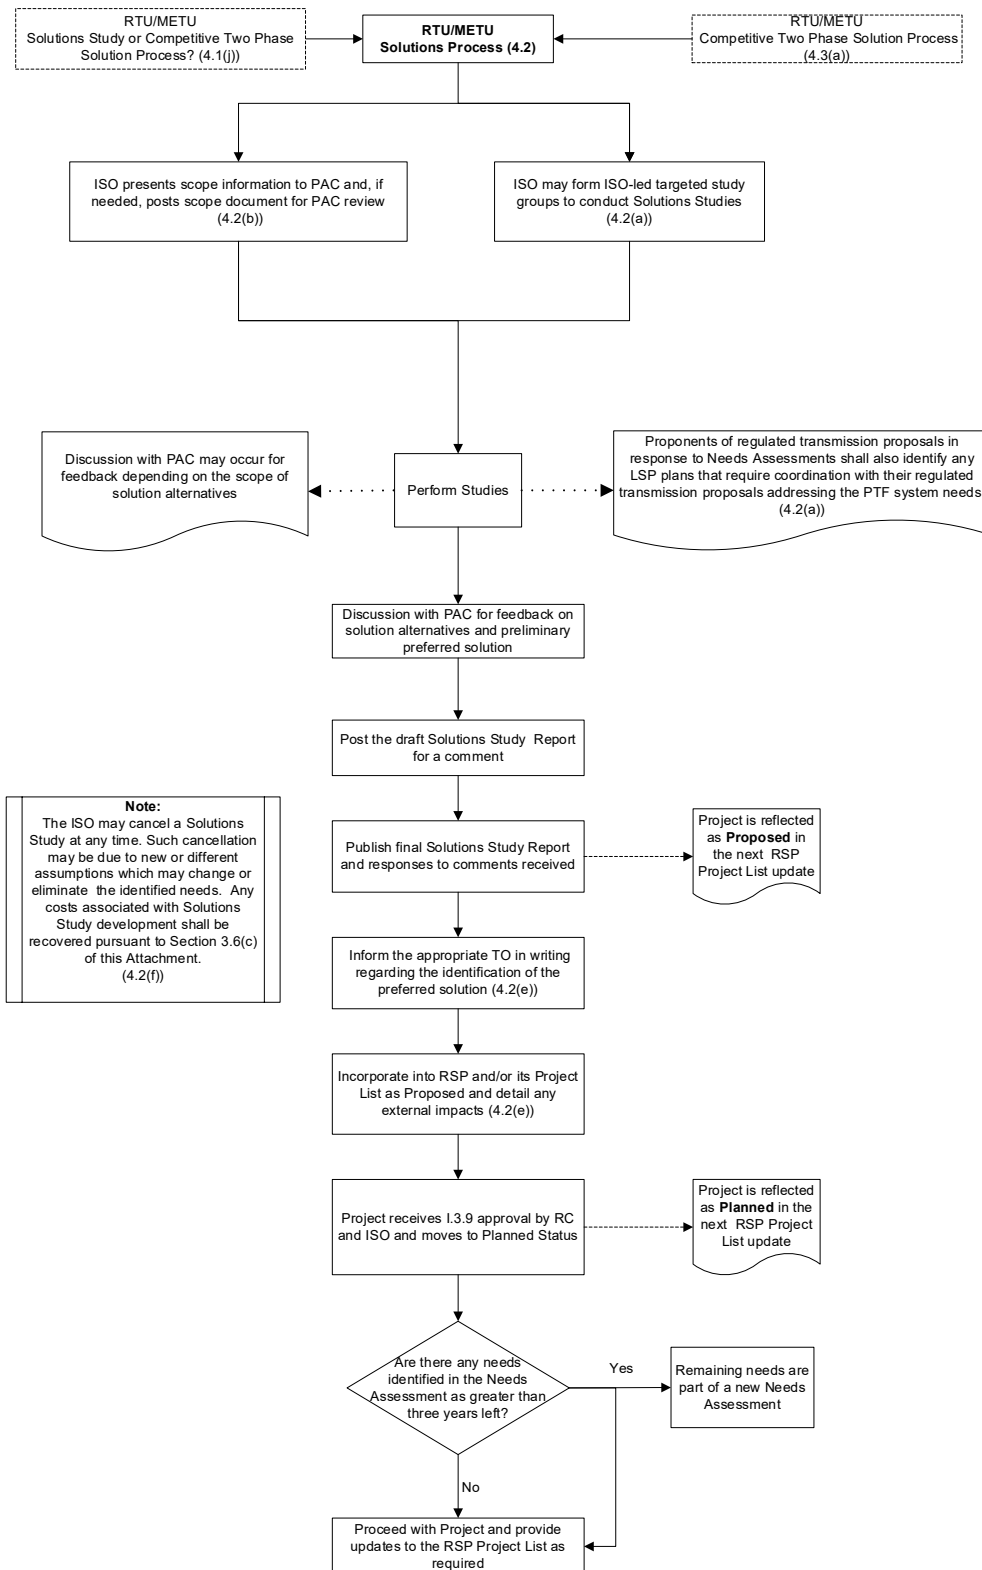 RTU/METU
Solutions Study or Competitive Two Phase
Solution Process? (4.1(j))
RTU/METU
Solutions Process (4.2)
RTU/METU
Competitive Two Phase Solution Process
(4.3(a))
ISO presents scope information to PAC and, if
needed, posts scope document for PAC review
(4.2(b))
ISO may form ISO-led targeted study
groups to conduct Solutions Studies
(4.2(a))
Discussion with PAC may occur for
feedback depending on the scope of
solution alternatives
Perform Studies
Proponents of regulated transmission proposals in
response to Needs Assessments shall also identify any
LSP plans that require coordination with their regulated
transmission proposals addressing the PTF system needs
(4.2(a))
Discussion with PAC for feedback on
solution alternatives and preliminary
preferred solution
Post the draft Solutions Study Report
for a comment
Note:
The ISO may cancel a Solutions
Study at any time. Such cancellation
may be due to new or different
assumptions which may change or
eliminate the identified needs. Any
costs associated with Solutions
Study development shall be
recovered pursuant to Section 3.6(c)
of this Attachment.
(4.2(f))
Publish final Solutions Study Report
and responses to comments received
Project is reflected
as Proposed in
the next RSP
Project List update
Inform the appropriate TO in writing
regarding the identification of the
preferred solution (4.2(e))
Incorporate into RSP and/or its Project
List as Proposed and detail any
external impacts (4.2(e))
Project receives I.3.9 approval by RC
and ISO and moves to Planned Status
Project is reflected
as Planned in the
next RSP Project
List update
Are there any needs
identified in the Needs
Assessment as greater than
three years left?
Yes
Remaining needs are
part of a new Needs
Assessment
No
Proceed with Project and provide
updates to the RSP Project List as
required